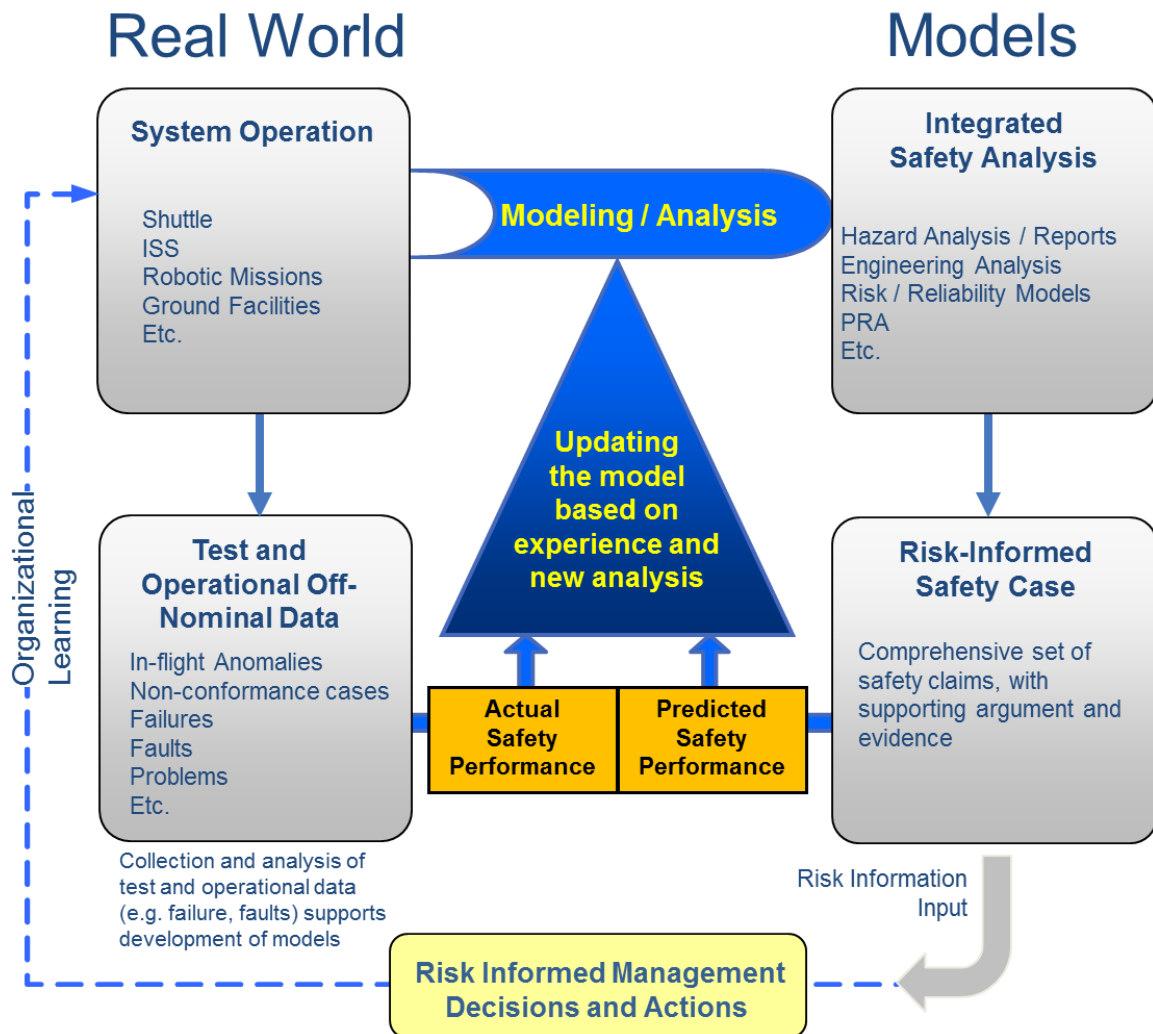 Real World
Models
System Operation
Shuttle
ISS
Robotic Missions
Ground Facilities
Etc.
Modeling / Analysis
Integrated
Safety Analysis
Hazard Analysis / Reports
Engineering Analysis
Risk / Reliability Models
PRA
Etc.
Updating
the model
based on
experience and
new analysis
Organizational
Learning
Test and
Operational Off-
Nominal Data
In-flight Anomalies
Non-conformance cases
Failures
Faults
Problems
Etc.
Actual
Safety
Performance
Predicted
Safety
Performance
Risk-Informed
Safety Case
Comprehensive set of
safety claims, with
supporting argument and
evidence
Collection and analysis of
test and operational data
(e.g. failure, faults) supports
development of models
Risk Information
Input
Risk Informed Management
Decisions and Actions